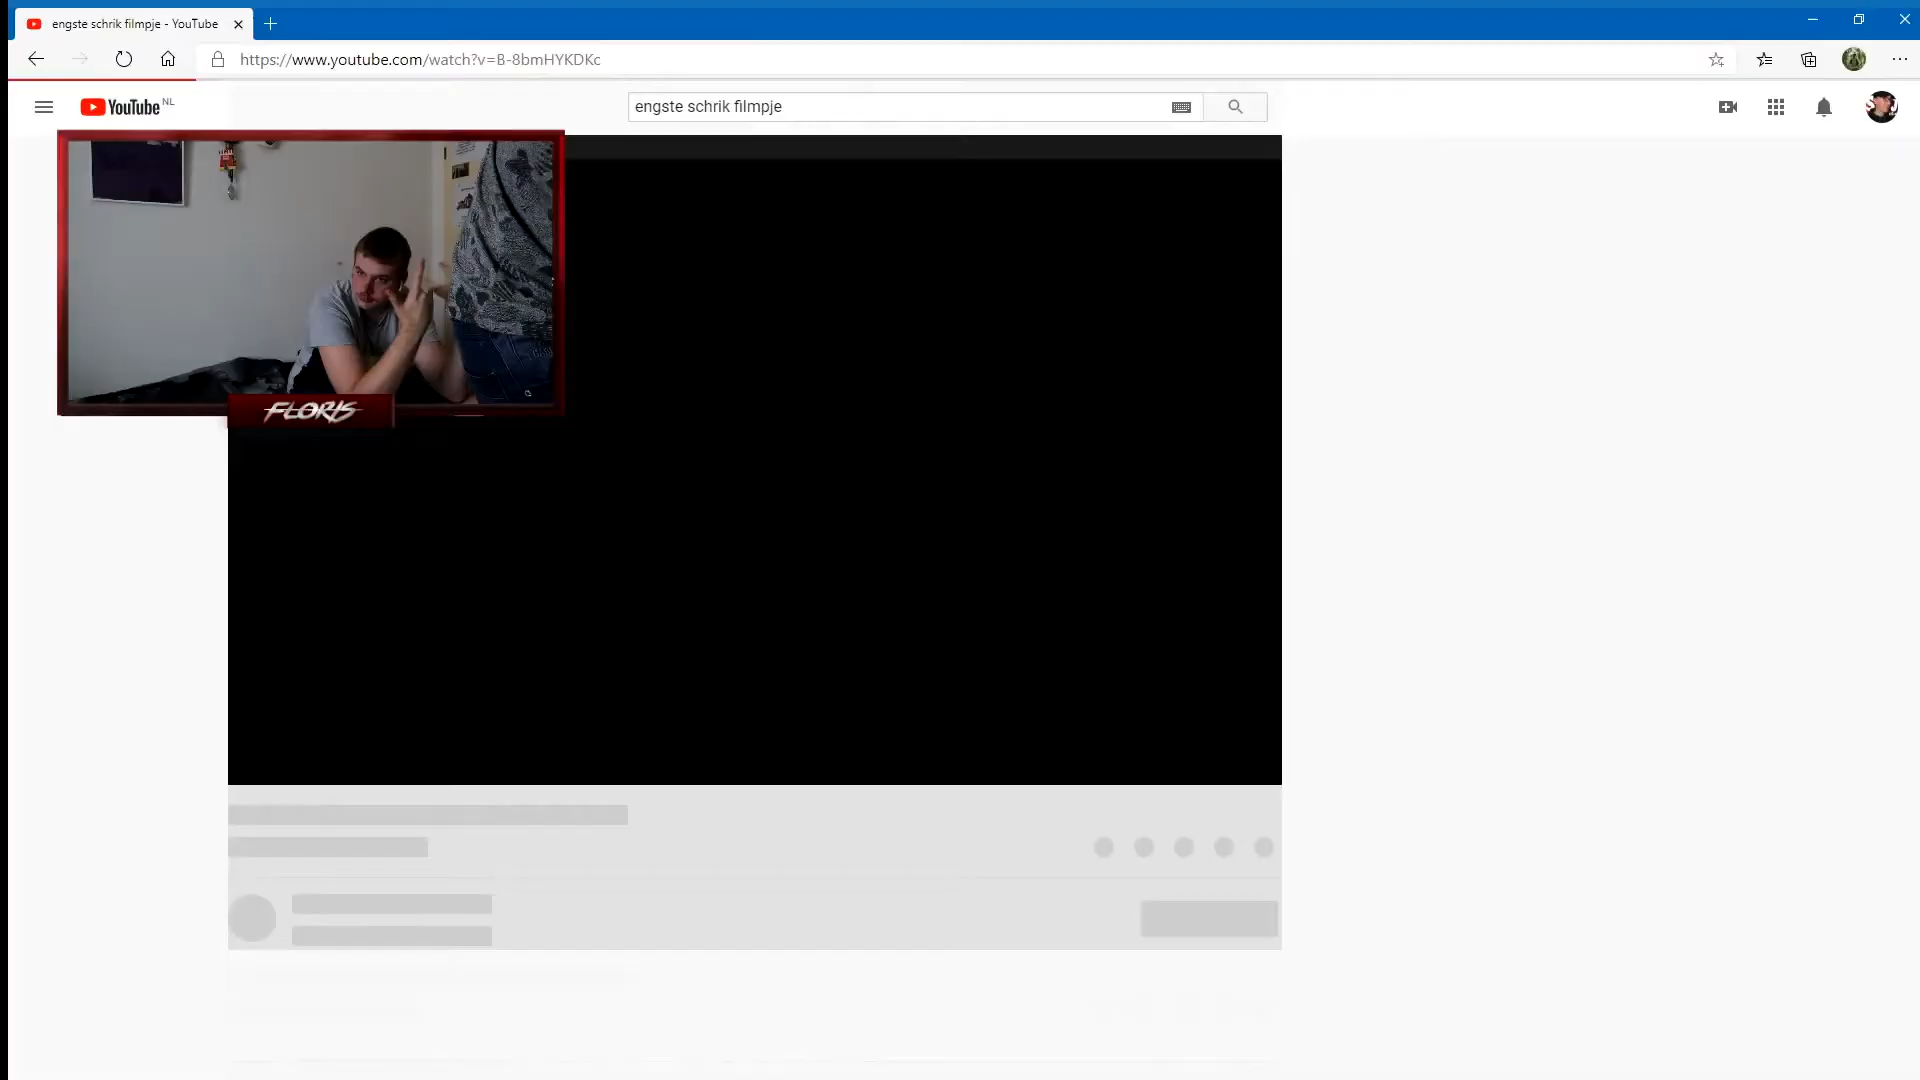 engste schrik filmpje - YouTube
https://www.youtube.com/watch?v=B-8bmHYKDKc
YouTube NL
engste schrik filmpje
FLORIS